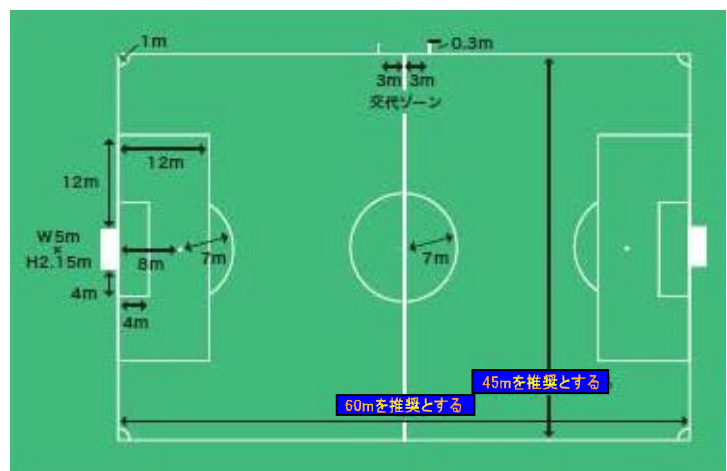 1m
0.3m
3m 3m
交代ゾーン
12m
12m
W5m
×
H2.15m
8m
7m
7m
4m
4m
45mを推奨とする
60mを推奨とする